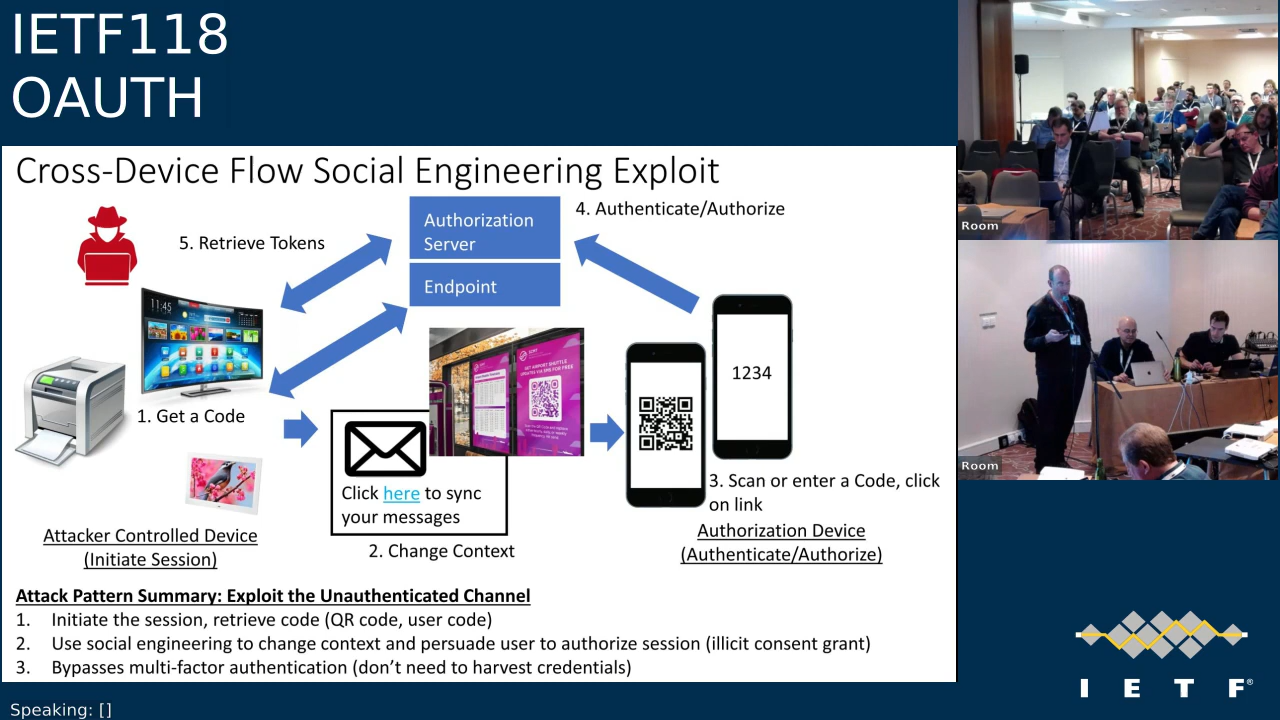 IETF118
OAUTH
Cross-Device Flow Social Engineering Exploit
Authorization
Server
Endpoint
4. Authenticate/Authorize
5. Retrieve Tokens
11:45
1. Get a Code
Click here to sync
your messages
2. Change Context
1234
3. Scan or enter a Code, click
on link
Attacker Controlled Device
(Initiate Session)
Authorization Device
(Authenticate/Authorize)
Attack Pattern Summary: Exploit the Unauthenticated Channel
1. Initiate the session, retrieve code (QR code, user code)
2. Use social engineering to change context and persuade user to authorize session (illicit consent grant)
3. Bypasses multi-factor authentication (don't need to harvest credentials)
Room
Room
I E T F®
Speaking: []